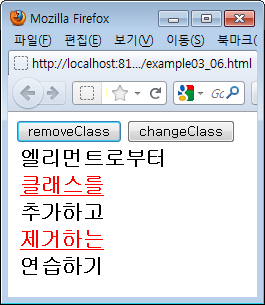 Mozilla Firefox
파일(F) 편집(E) 보기(V) 이동(S) 북마크
http://localhost:81.../example03_06.html
removeClass changeClass
엘리먼트로부터
클래스를
추가하고
제거하는
연습하기